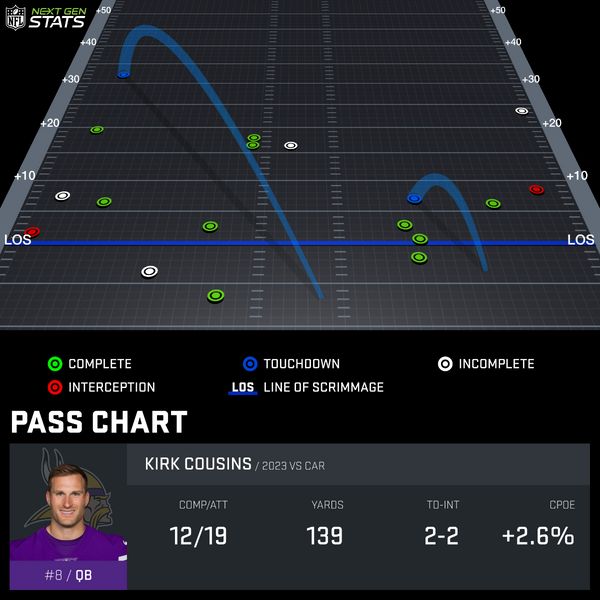 NFL NEXT GEN STATS
+50 +50
+40 +40
+30 +30
+20 +20
+10 +10
LOS LOS
COMPLETE TOUCHDOWN INCOMPLETE
INTERCEPTION LOS LINE OF SCRIMMAGE
PASS CHART
KIRK COUSINS / 2023 VS CAR
COMP/ATT YARDS TD-INT CPOE
12/19 139 2-2 +2.6%
#8 / QB